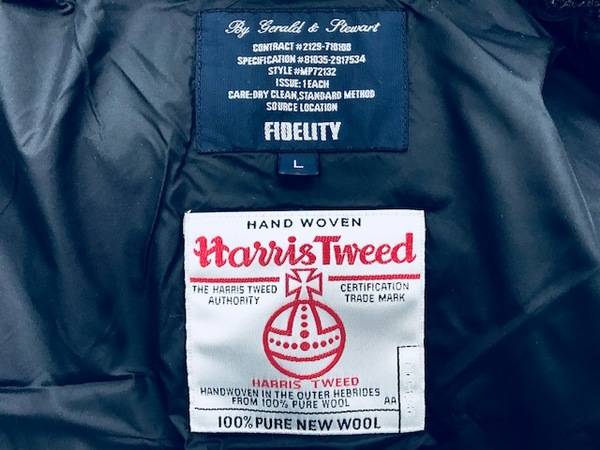 By Gerald & Stewart
CONTRACT #2129-710100
SPECIFICATION #81035-2917534
STYLE #MP72132
ISSUE: 1 EACH
CARE: DRY CLEAN, STANDARD METHOD
SOURCE LOCATION
FIDELITY
L
HAND WOVEN
Harris Tweed
THE HARRIS TWEED AUTHORITY
CERTIFICATION TRADE MARK
HARRIS TWEED
HANDWOVEN IN THE OUTER HEBRIDES
FROM 100% PURE WOOL
AA
100% PURE NEW WOOL